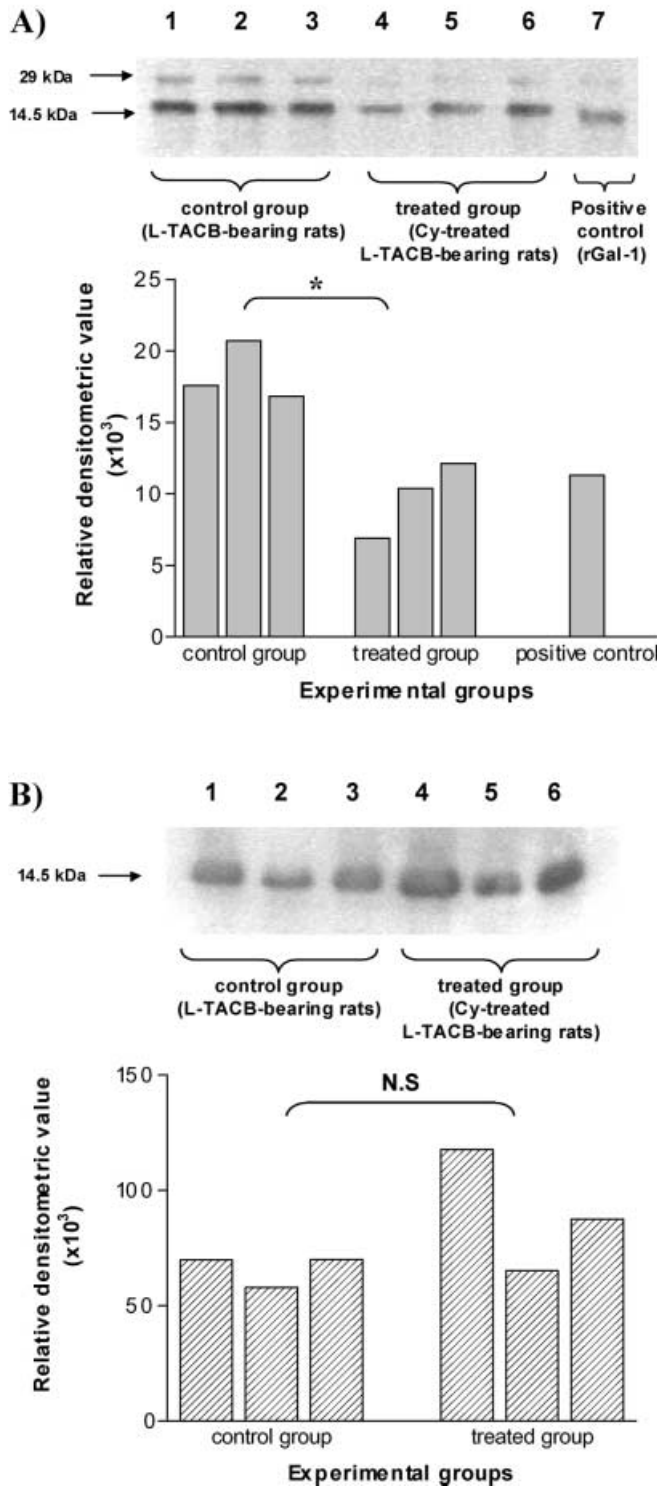 A)
1 2 3 4 5 6 7
29 kDa
14.5 kDa
control group
(L-TACB-bearing rats)
treated group
(Cy-treated
L-TACB-bearing rats)
Positive
control
(rGal-1)
*
Relative densitometric value
(x10³)
25
20
15
10
5
0
control group treated group positive control
Experimental groups
B)
1 2 3 4 5 6
14.5 kDa
control group
(L-TACB-bearing rats)
treated group
(Cy-treated
L-TACB-bearing rats)
N.S
Relative densitometric value
(x10³)
150
100
50
0
control group treated group
Experimental groups